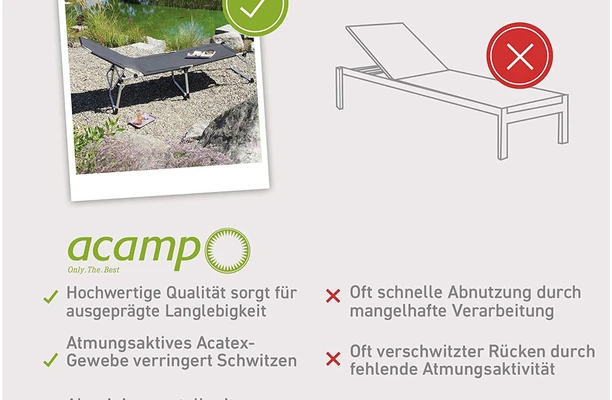 acamp
Only. The. Best
Hochwertige Qualität sorgt für
ausgeprägte Langlebigkeit
Atmungsaktives Acatex-
Gewebe verringert Schwitzen
Oft schnelle Abnutzung durch
mangelhafte Verarbeitung
Oft verschwitzter Rücken durch
fehlende Atmungsaktivität